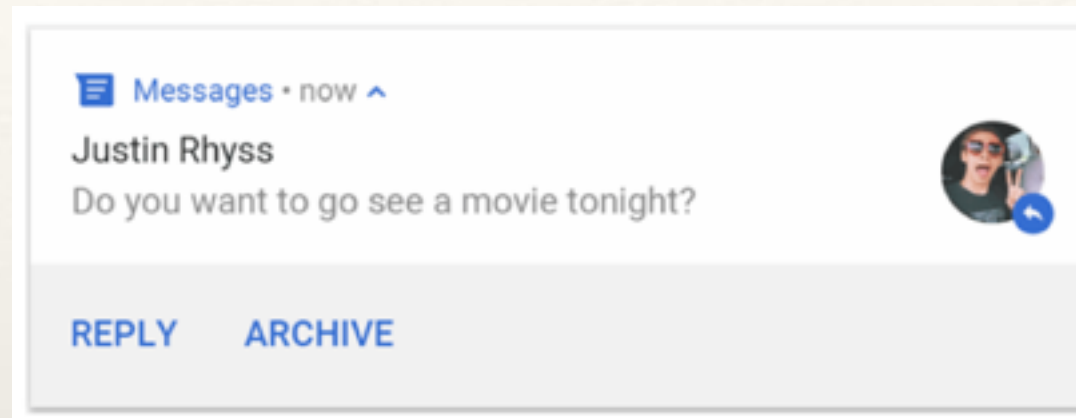 Messages • now
Justin Rhyss
Do you want to go see a movie tonight?
REPLY ARCHIVE